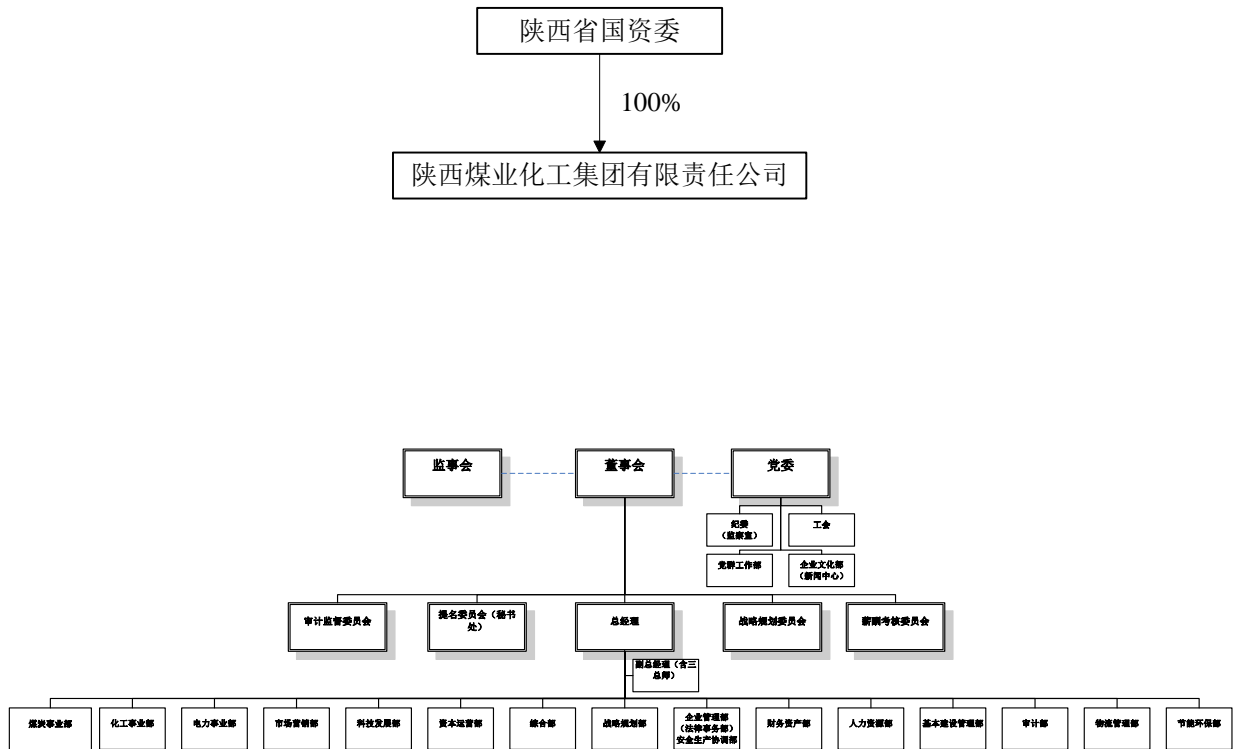 陕西省国资委
100%
陕西煤业化工集团有限责任公司
监事会
董事会
党委
纪委
(监察室)
工会
党群工作部
企业文化部
(新闻中心)
审计监督委员会
提名委员会(秘书
处)
总经理
战略规划委员会
薪酬考核委员会
副总经理(含三
总师)
煤炭事业部
化工事业部
电力事业部
市场营销部
科技发展部
资本运营部
综合部
战略规划部
企业管理部
(法律事务部)
安全生产协调部
财务资产部
人力资源部
基本建设管理部
审计部
物流管理部
节能环保部